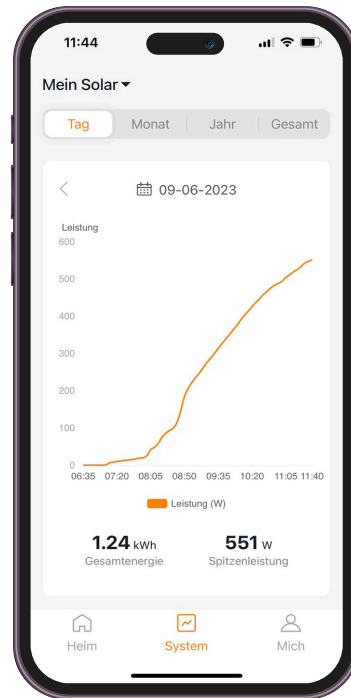 11:44
Mein Solar
Tag Monat Jahr Gesamt
09-06-2023
Leistung
600
500
400
300
200
100
0
06:35 07:20 08:05 08:50 09:35 10:20 11:05 11:40
Leistung (W)
1.24 kWh 551 W
Gesamtenergie Spitzenleistung
Heim System Mich